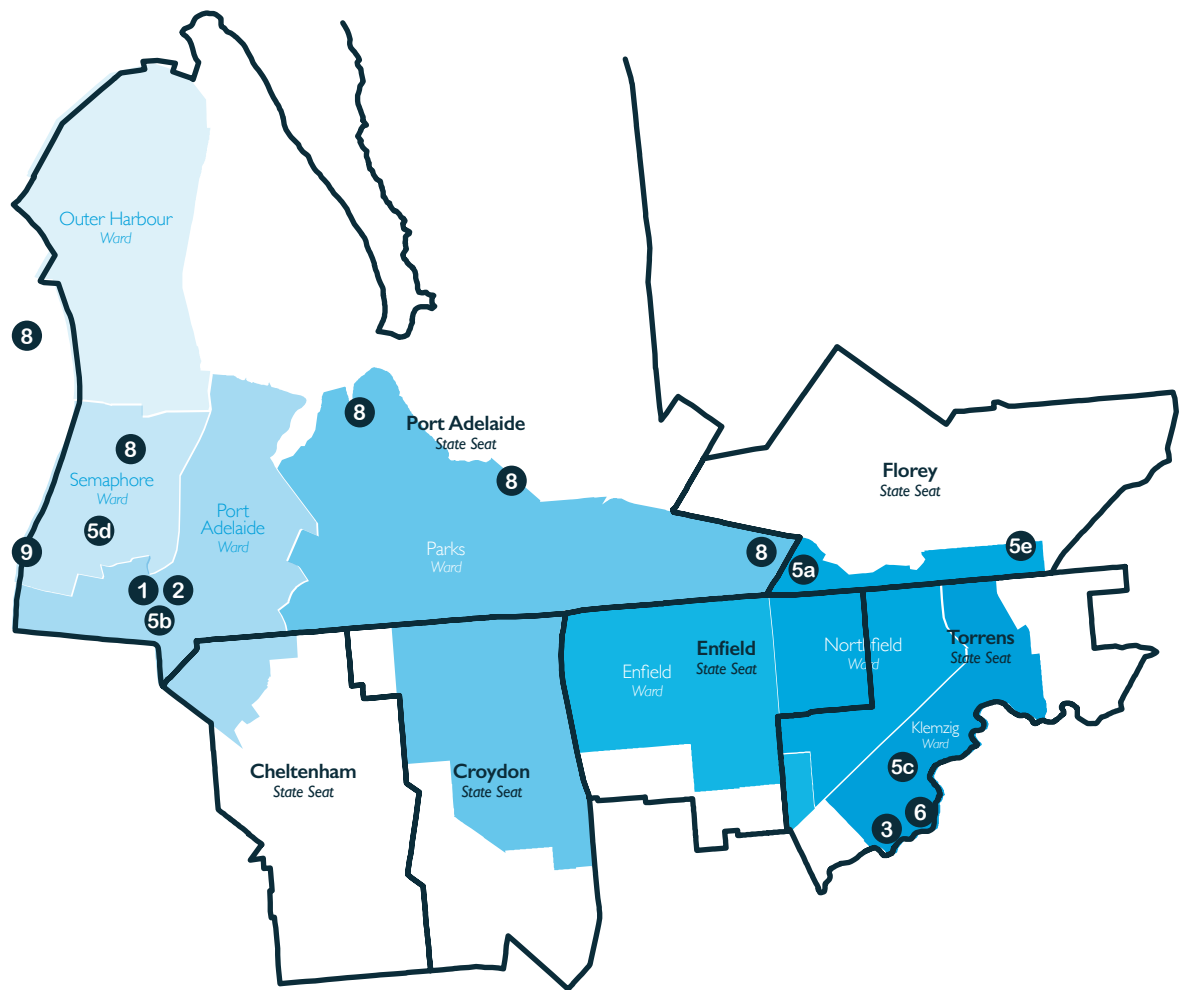 Outer Harbour
Ward
8
8
Port Adelaide
State Seat
8
Semaphore
Ward
8
Florey
State Seat
Port
Adelaide
Ward
5d
9
Parks
Ward
8
5a
5e
1
2
5b
Enfield
Ward
Enfield
State Seat
Northfield
Ward
Torrens
State Seat
Klemzig
Ward
Cheltenham
State Seat
Croydon
State Seat
5c
6
3